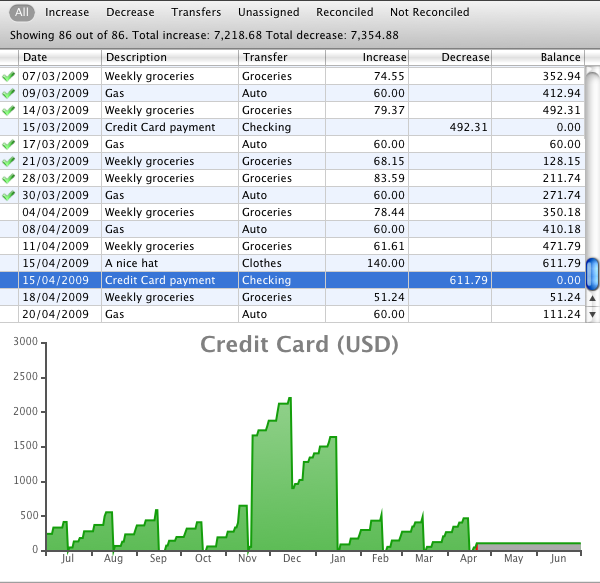 All Increase Decrease Transfers Unassigned Reconciled Not Reconciled
Showing 86 out of 86. Total increase: 7,218.68 Total decrease: 7,354.88
Date Description Transfer Increase Decrease Balance
07/03/2009 Weekly groceries Groceries 74.55 352.94
09/03/2009 Gas Auto 60.00 412.94
14/03/2009 Weekly groceries Groceries 79.37 492.31
15/03/2009 Credit Card payment Checking 492.31 0.00
17/03/2009 Gas Auto 60.00 60.00
21/03/2009 Weekly groceries Groceries 68.15 128.15
28/03/2009 Weekly groceries Groceries 83.59 211.74
30/03/2009 Gas Auto 60.00 271.74
04/04/2009 Weekly groceries Groceries 78.44 350.18
08/04/2009 Gas Auto 60.00 410.18
11/04/2009 Weekly groceries Groceries 61.61 471.79
15/04/2009 A nice hat Clothes 140.00 611.79
15/04/2009 Credit Card payment Checking 611.79 0.00
18/04/2009 Weekly groceries Groceries 51.24 51.24
20/04/2009 Gas Auto 60.00 111.24
Credit Card (USD)
3000
2500
2000
1500
1000
500
0
Jul Aug Sep Oct Nov Dec Jan Feb Mar Apr May Jun